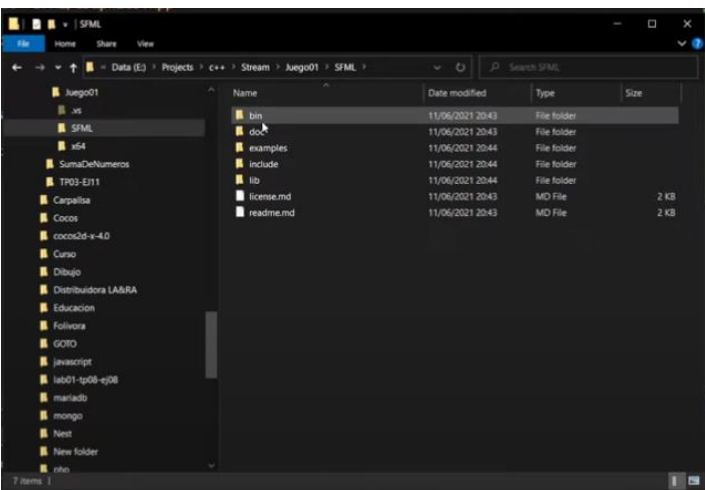 SFML
File Home Share View
Data (E:) > Projects > c++ > Stream > Juego01 > SFML >
Search SFML
Name Date modified Type Size
Juego01
.vs
SFML
x64
SumaDeNumeros
TP03-EJ11
Carpallsa
Cocos
cocos2d-x-4.0
Curso
Dibujo
Distribuidora LA&RA
Educacion
Folivora
GOTO
javascript
lab01-tp08-ej08
mariadb
mongo
Nest
New folder
php
bin 11/06/2021 20:43 File folder
doc 11/06/2021 20:43 File folder
examples 11/06/2021 20:44 File folder
include 11/06/2021 20:44 File folder
lib 11/06/2021 20:44 File folder
license.md 11/06/2021 20:43 MD File 2 KB
readme.md 11/06/2021 20:43 MD File 2 KB
7 items